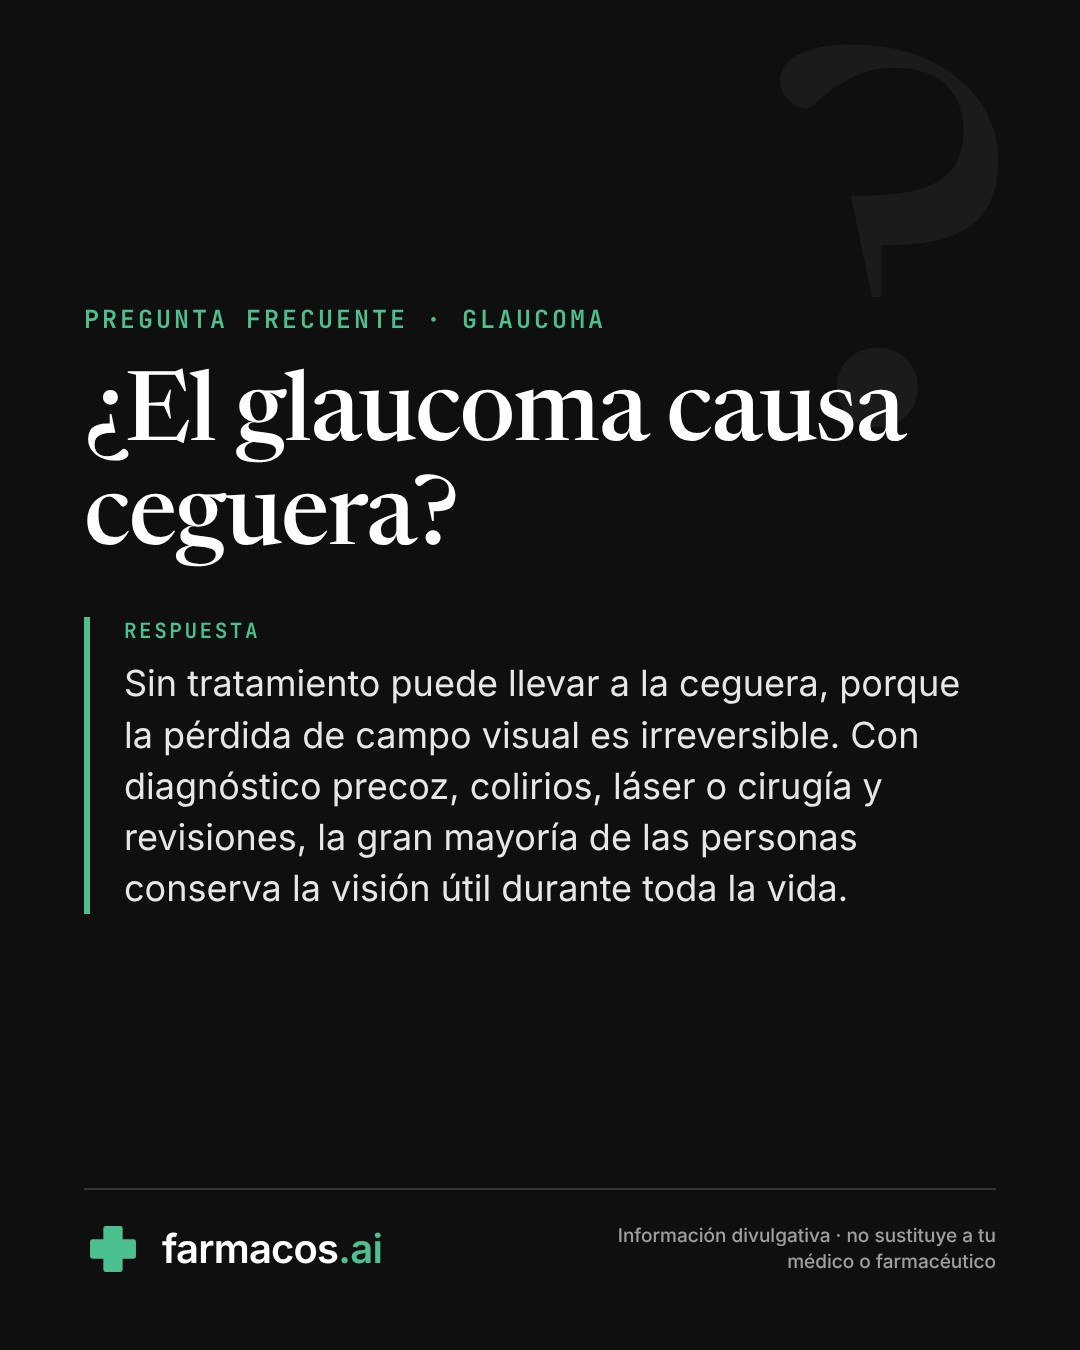 PREGUNTA FRECUENTE · GLAUCOMA
¿El glaucoma causa
ceguera?
RESPUESTA
Sin tratamiento puede llevar a la ceguera, porque
la pérdida de campo visual es irreversible. Con
diagnóstico precoz, colirios, láser o cirugía y
revisiones, la gran mayoría de las personas
conserva la visión útil durante toda la vida.
farmacos.ai
Información divulgativa · no sustituye a tu
médico o farmacéutico